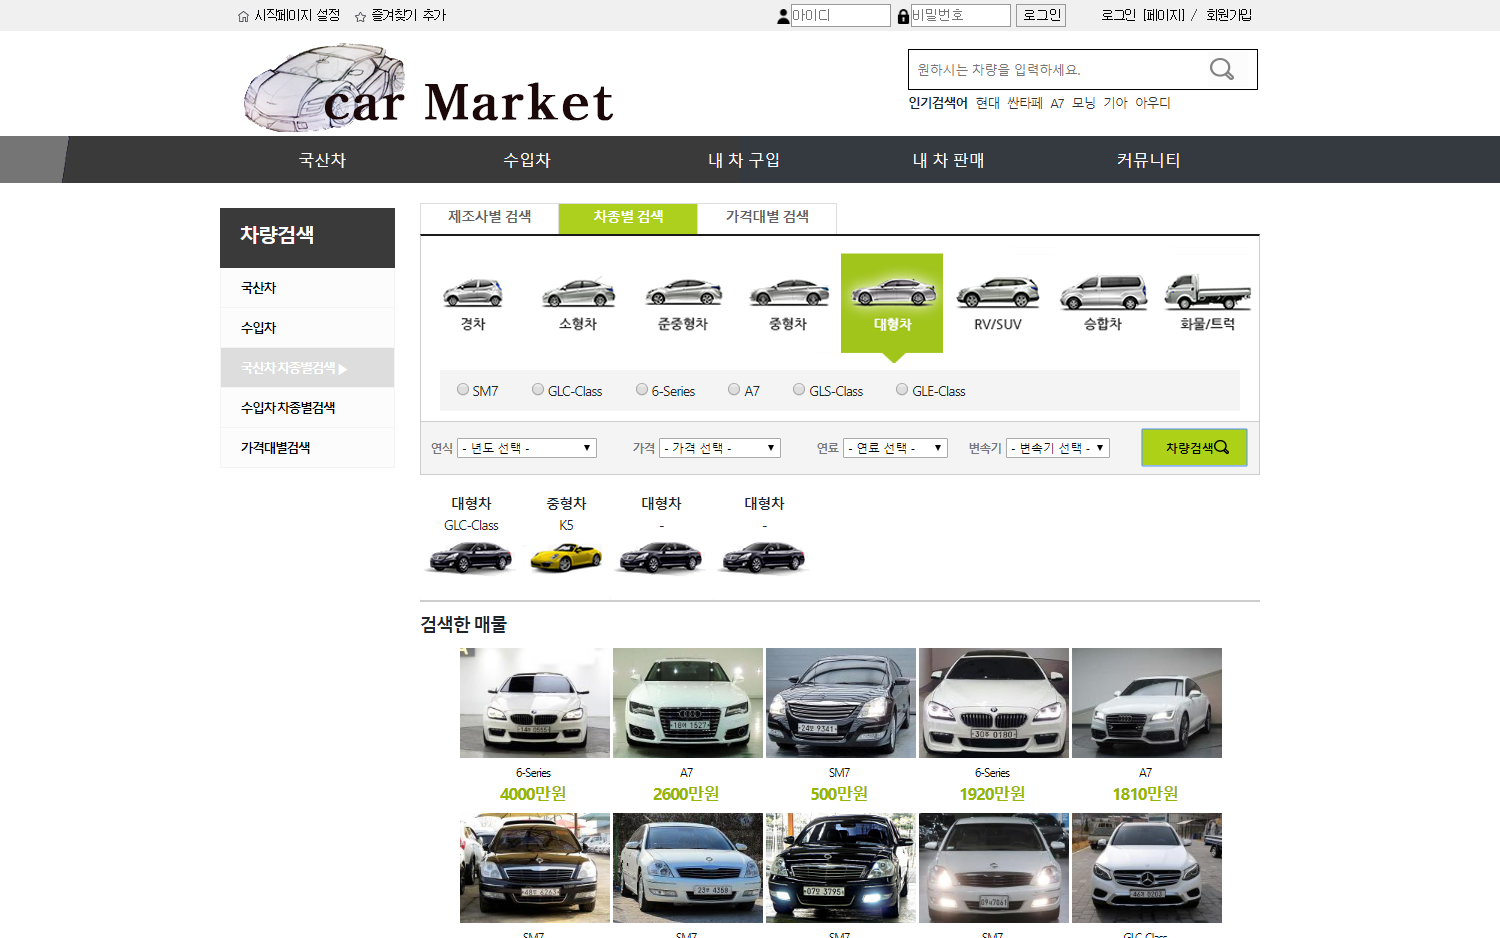 시작페이지 설정 즐겨찾기 추가 아이디 비밀번호 로그인 로그인 [페이지] / 회원가입
car Market
원하시는 차량을 입력하세요.
인기검색어 현대 싼타페 A7 모닝 기아 아우디
국산차 수입차 내 차 구입 내 차 판매 커뮤니티
차량검색
국산차
수입차
국산차 차종별검색 ▶
수입차 차종별검색
가격대별검색
제조사별 검색 차종별 검색 가격대별 검색
경차 소형차 준중형차 중형차 대형차 RV/SUV 승합차 화물/트럭
SM7 GLC-Class 6-Series A7 GLS-Class GLE-Class
연식 - 년도 선택 - 가격 - 가격 선택 - 연료 - 연료 선택 - 변속기 - 변속기 선택 - 차량검색
대형차 중형차 대형차 대형차
GLC-Class K5 - -
검색한 매물
18머 1527 24보 9341 30호 0180
6-Series A7 SM7 6-Series A7
4000만원 2600만원 500만원 1920만원 1810만원
SM7 SM7 SM7 SM7 GLC-Class